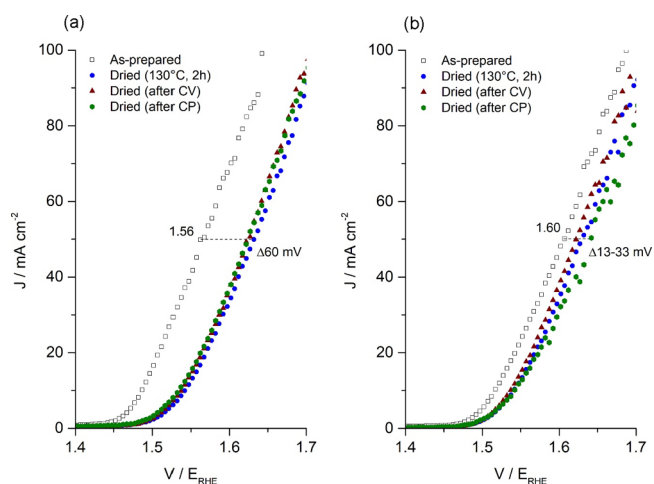 (a)
100
80
60
40
20
0
J / mA cm-2
As-prepared
Dried (130°C, 2h)
Dried (after CV)
Dried (after CP)
1.56
Δ60 mV
1.4
1.5
1.6
1.7
V / ERHE
(b)
100
80
60
40
20
0
J / mA cm-2
As-prepared
Dried (130°C, 2h)
Dried (after CV)
Dried (after CP)
1.60
Δ13-33 mV
1.4
1.5
1.6
1.7
V / ERHE